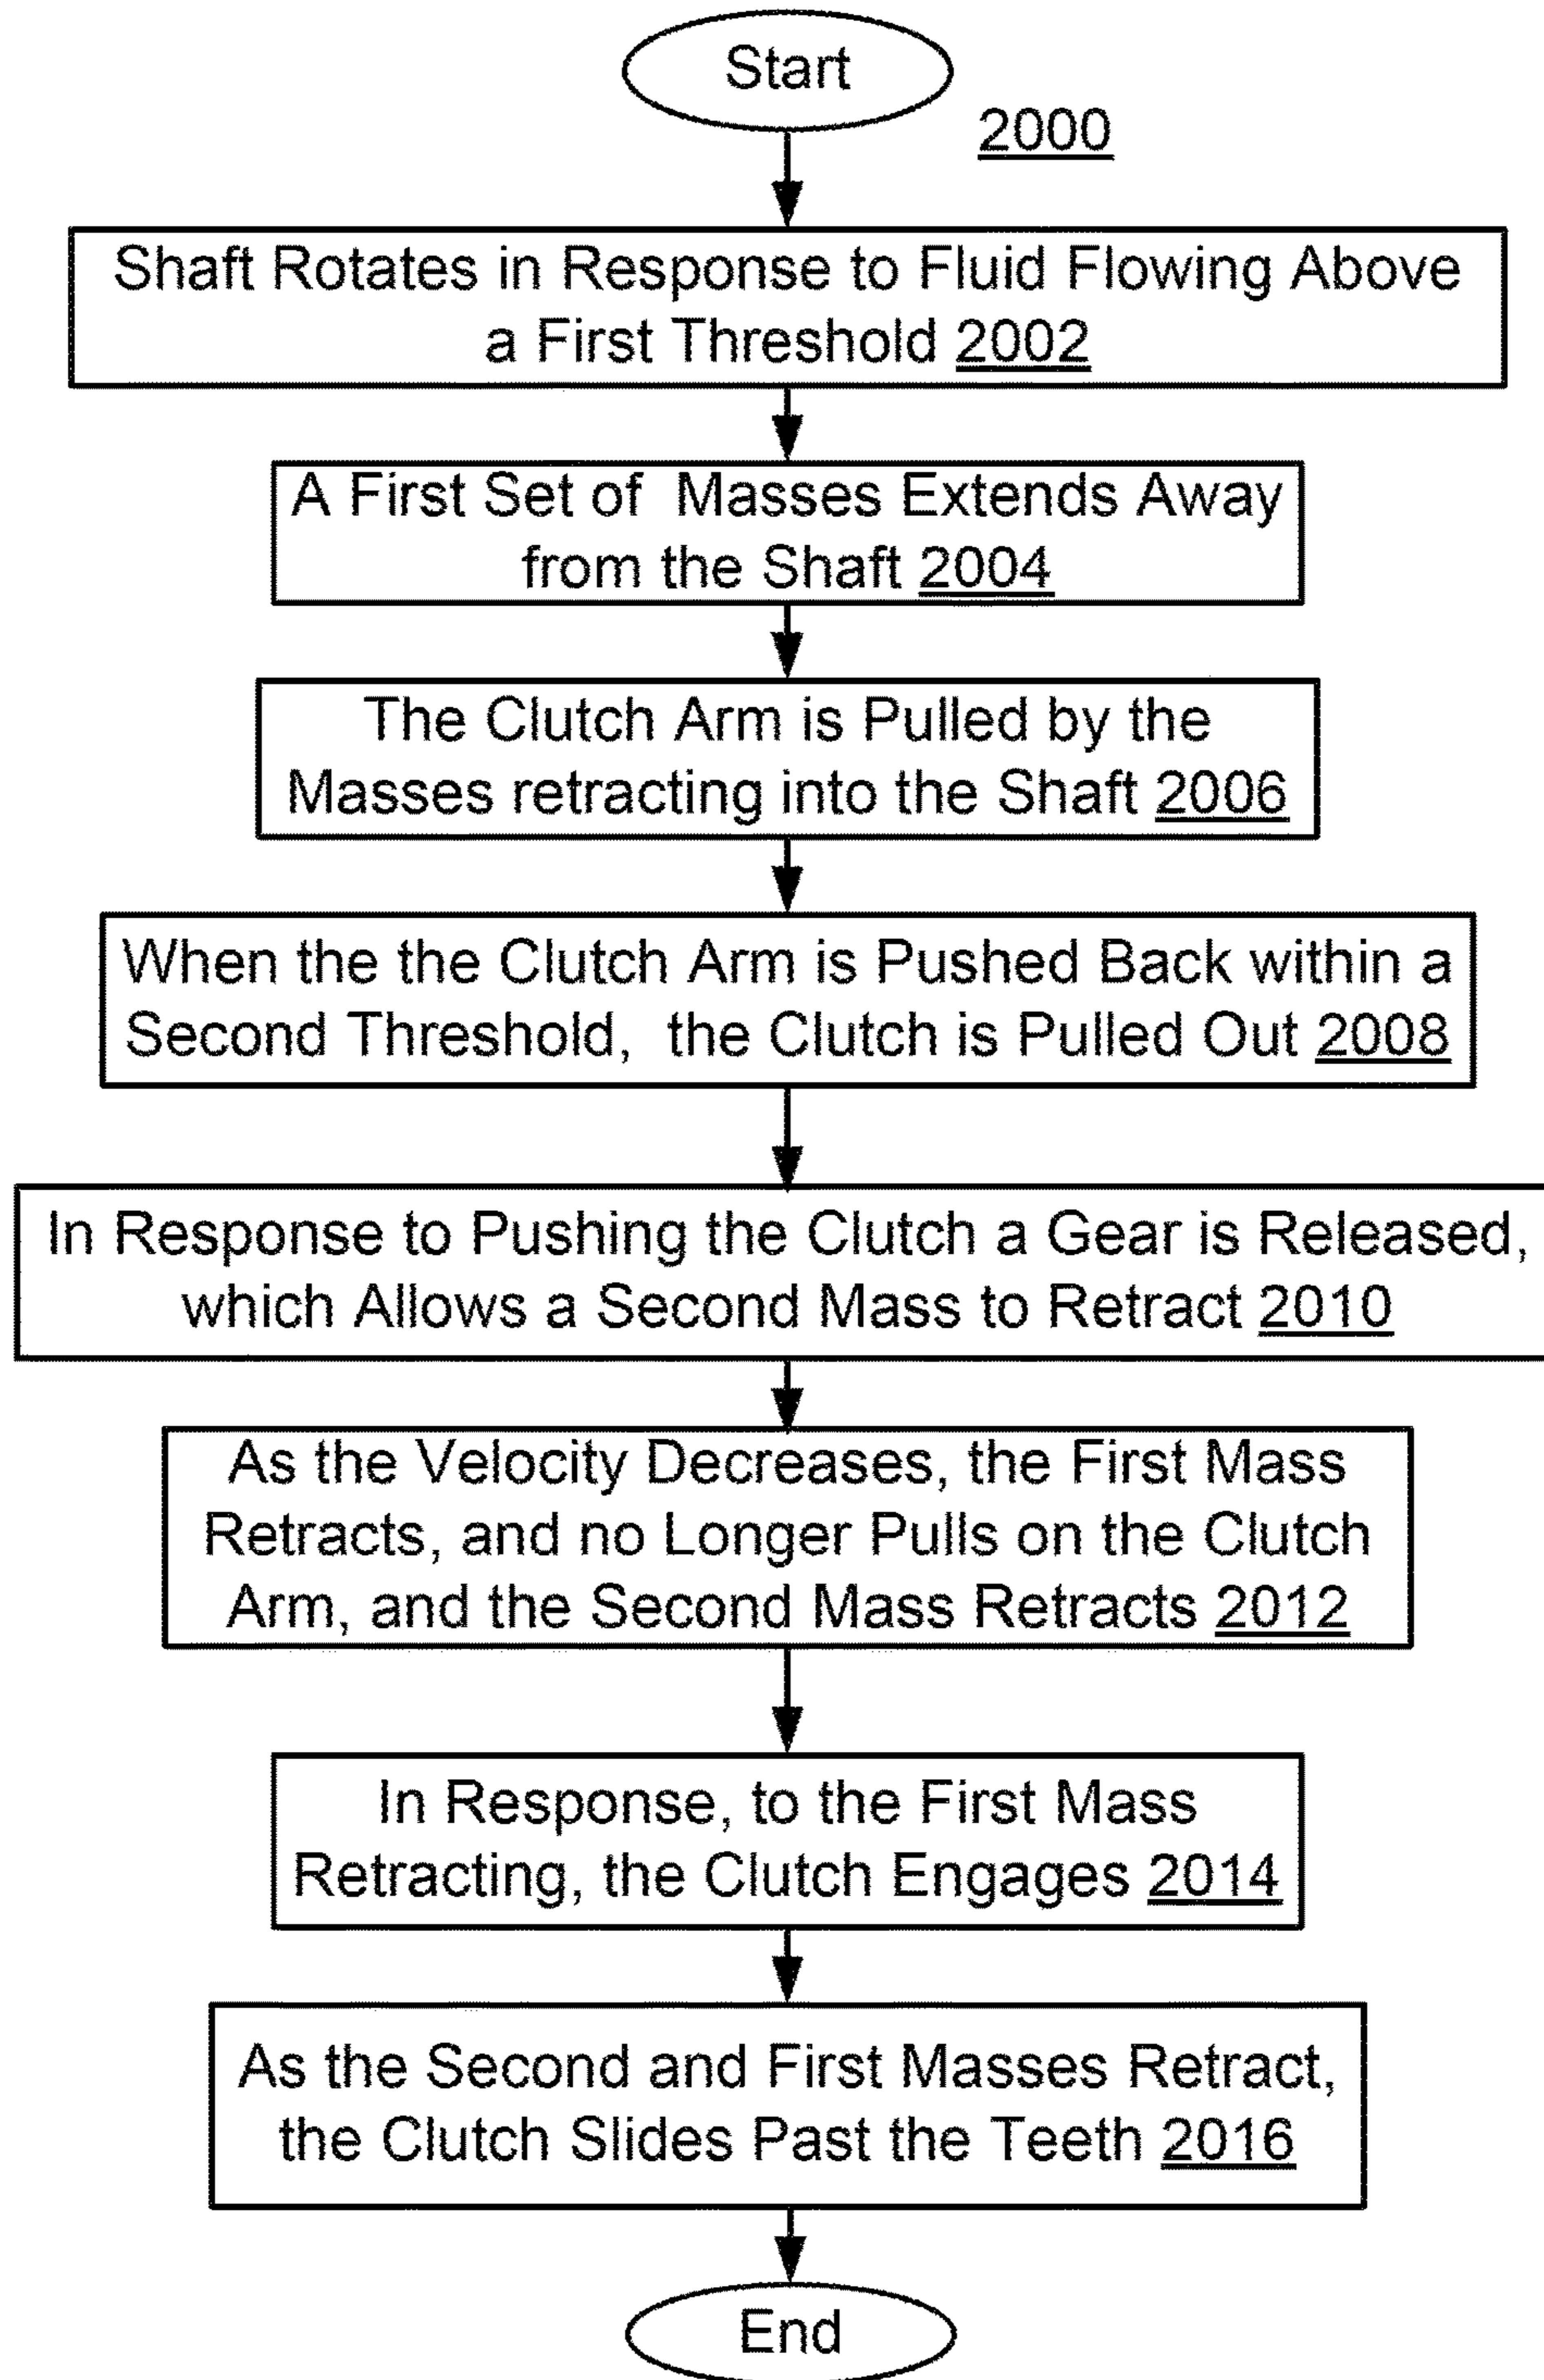 Start
2000
Shaft Rotates in Response to Fluid Flowing Above
a First Threshold 2002
A First Set of Masses Extends Away
from the Shaft 2004
The Clutch Arm is Pulled by the
Masses retracting into the Shaft 2006
When the the Clutch Arm is Pushed Back within a
Second Threshold, the Clutch is Pulled Out 2008
In Response to Pushing the Clutch a Gear is Released,
which Allows a Second Mass to Retract 2010
As the Velocity Decreases, the First Mass
Retracts, and no Longer Pulls on the Clutch
Arm, and the Second Mass Retracts 2012
In Response, to the First Mass
Retracting, the Clutch Engages 2014
As the Second and First Masses Retract,
the Clutch Slides Past the Teeth 2016
End